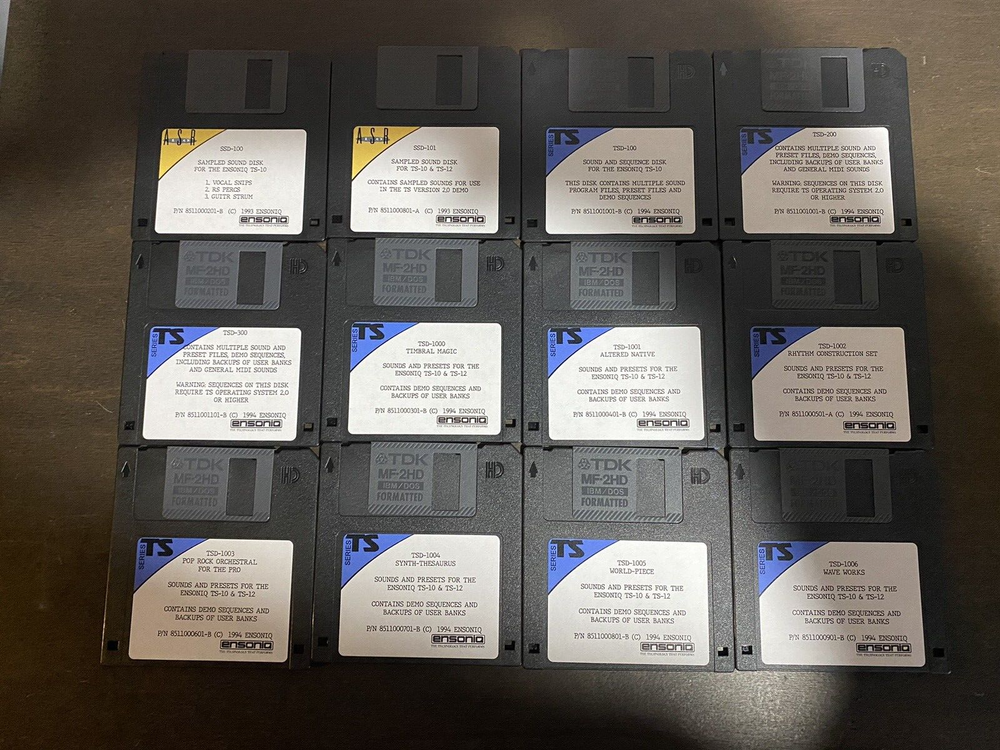 ASR
SSD-100
SAMPLED SOUND DISK
FOR THE ENSONIQ TS-10
1. VOCAL SNIPS
2. RS PERCS
3. GUITR STRUM
P/N 8511000201-B (C) 1993 ENSONIQ
ensoniq
ASR
SSD-101
SAMPLED SOUND DISK
FOR TS-10 & TS-12
CONTAINS SAMPLED SOUNDS FOR USE
IN THE TS VERSION 2.0 DEMO
P/N 8511000801-A (C) 1993 ENSONIQ
ensoniq
HD
TS SERIES
TSD-100
SOUND AND SEQUENCE DISK
FOR THE ENSONIQ TS-10
THIS DISK CONTAINS MULTIPLE SOUND
PROGRAM FILES, PRESET FILES AND
DEMO SEQUENCES
P/N 8511001001-B (C) 1994 ENSONIQ
ensoniq
TDK
MF-2HD
HD
TS SERIES
TSD-200
CONTAINS MULTIPLE SOUND AND
PRESET FILES, DEMO SEQUENCES,
INCLUDING BACKUPS OF USER BANKS
AND GENERAL MIDI SOUNDS
WARNING: SEQUENCES ON THIS DISK
REQUIRE TS OPERATING SYSTEM 2.0
OR HIGHER
P/N 8511001001-B (C) 1994 ENSONIQ
ensoniq
TDK
MF-2HD
IBM/DOS
FORMATTED
HD
TS SERIES
TSD-300
CONTAINS MULTIPLE SOUND AND
PRESET FILES, DEMO SEQUENCES,
INCLUDING BACKUPS OF USER BANKS
AND GENERAL MIDI SOUNDS
WARNING: SEQUENCES ON THIS DISK
REQUIRE TS OPERATING SYSTEM 2.0
OR HIGHER
P/N 8511001101-B (C) 1994 ENSONIQ
ensoniq
TDK
MF-2HD
IBM/DOS
FORMATTED
HD
TS SERIES
TSD-1000
TIMBRAL MAGIC
SOUNDS AND PRESETS FOR THE
ENSONIQ TS-10 & TS-12
CONTAINS DEMO SEQUENCES AND
BACKUPS OF USER BANKS
P/N 8511000301-B (C) 1994 ENSONIQ
ensoniq
TDK
MF-2HD
IBM/DOS
FORMATTED
HD
TS SERIES
TSD-1001
ALTERED NATIVE
SOUNDS AND PRESETS FOR THE
ENSONIQ TS-10 & TS-12
CONTAINS DEMO SEQUENCES AND
BACKUPS OF USER BANKS
P/N 8511000401-B (C) 1994 ENSONIQ
ensoniq
TDK
MF-2HD
IBM/DOS
FORMATTED
HD
TS SERIES
TSD-1002
RHYTHM CONSTRUCTION SET
SOUNDS AND PRESETS FOR THE
ENSONIQ TS-10 & TS-12
CONTAINS DEMO SEQUENCES AND
BACKUPS OF USER BANKS
P/N 8511000501-A (C) 1994 ENSONIQ
ensoniq
TDK
MF-2HD
IBM/DOS
FORMATTED
HD
TS SERIES
TSD-1003
POP ROCK ORCHESTRAL
FOR THE PRO
SOUNDS AND PRESETS FOR THE
ENSONIQ TS-10 & TS-12
CONTAINS DEMO SEQUENCES AND
BACKUPS OF USER BANKS
P/N 8511000601-B (C) 1994 ENSONIQ
ensoniq
TDK
MF-2HD
IBM/DOS
FORMATTED
HD
TS SERIES
TSD-1004
SYNTH-THESAURUS
SOUNDS AND PRESETS FOR THE
ENSONIQ TS-10 & TS-12
CONTAINS DEMO SEQUENCES AND
BACKUPS OF USER BANKS
P/N 8511000701-B (C) 1994 ENSONIQ
ensoniq
TDK
MF-2HD
IBM/DOS
FORMATTED
HD
TS SERIES
TSD-1005
WORLD-PIECE
SOUNDS AND PRESETS FOR THE
ENSONIQ TS-10 & TS-12
CONTAINS DEMO SEQUENCES AND
BACKUPS OF USER BANKS
P/N 8511000801-B (C) 1994 ENSONIQ
ensoniq
TS SERIES
TSD-1006
WAVE WORKS
SOUNDS AND PRESETS FOR THE
ENSONIQ TS-10 & TS-12
CONTAINS DEMO SEQUENCES AND
BACKUPS OF USER BANKS
P/N 8511000901-B (C) 1994 ENSONIQ
ensoniq